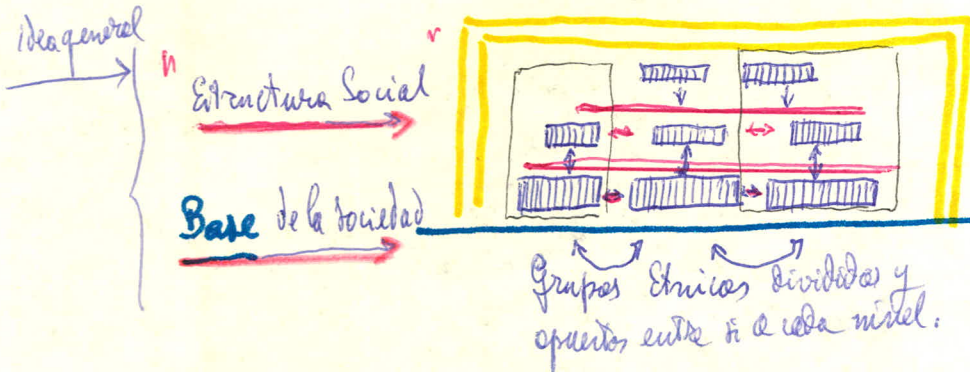 idea general
Estructura Social
Base de la Sociedad
Grupos Etnicos divididos y
opuestos entre si a cada nivel.